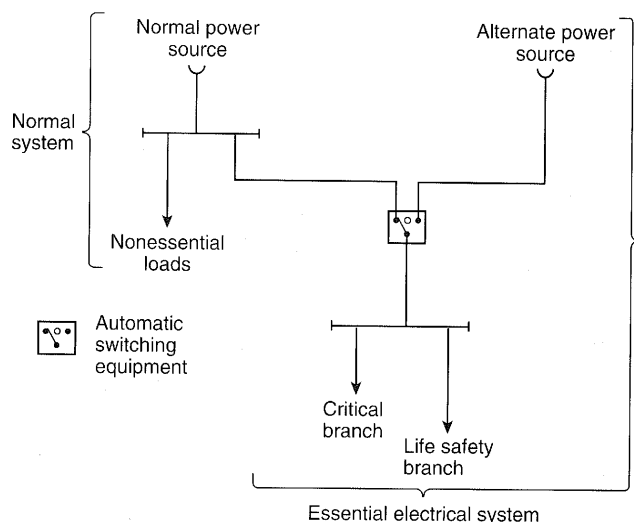 Normal power
source
Alternate power
source
Normal
system
Nonessential
loads
Automatic
switching
equipment
Critical
branch
Life safety
branch
Essential electrical system